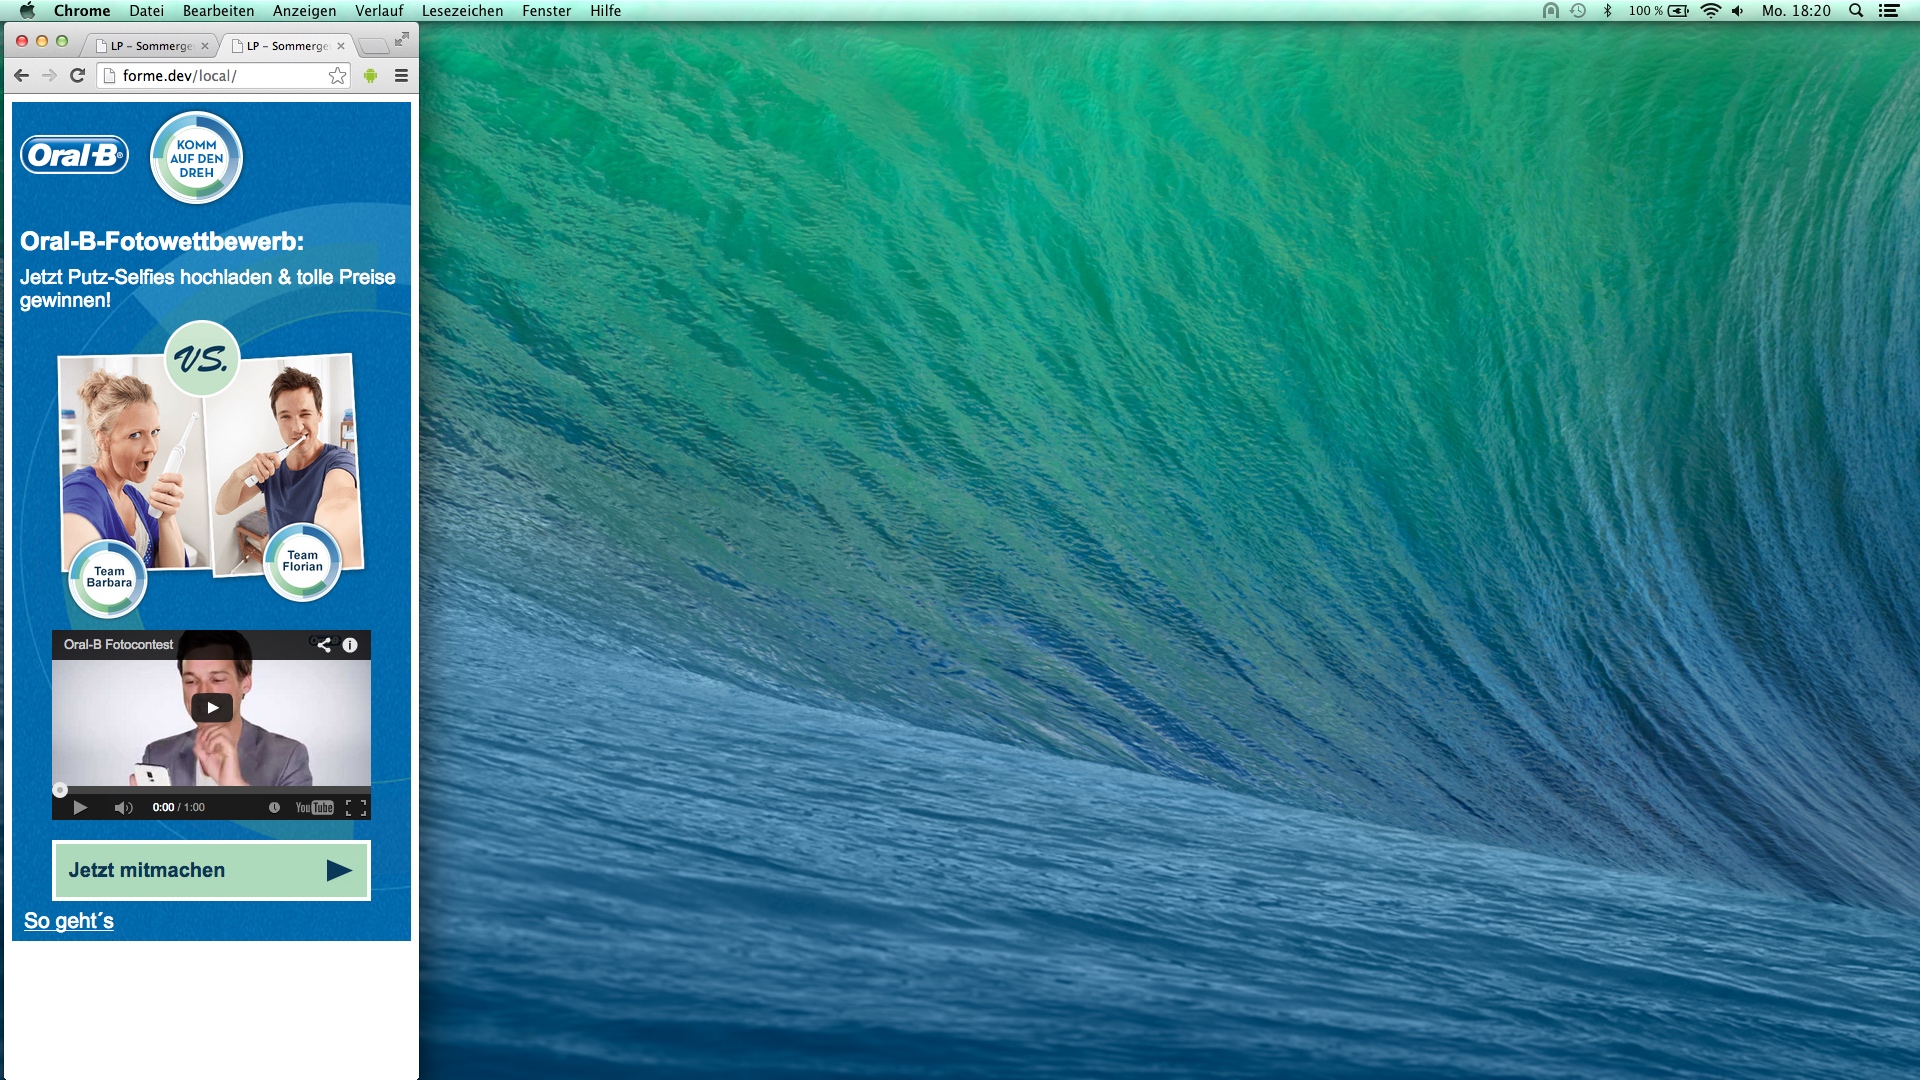 Chrome Datei Bearbeiten Anzeigen Verlauf Lesezeichen Fenster Hilfe
100 % Mo. 18:20
LP – Sommerge LP – Sommerge
forme.dev/local/
Oral-B®
KOMM
AUF DEN
DREH
Oral-B-Fotowettbewerb:
Jetzt Putz-Selfies hochladen & tolle Preise
gewinnen!
VS.
Team
Barbara
Team
Florian
Oral-B Fotocontest
0:00 / 1:00
YouTube
Jetzt mitmachen
So geht´s